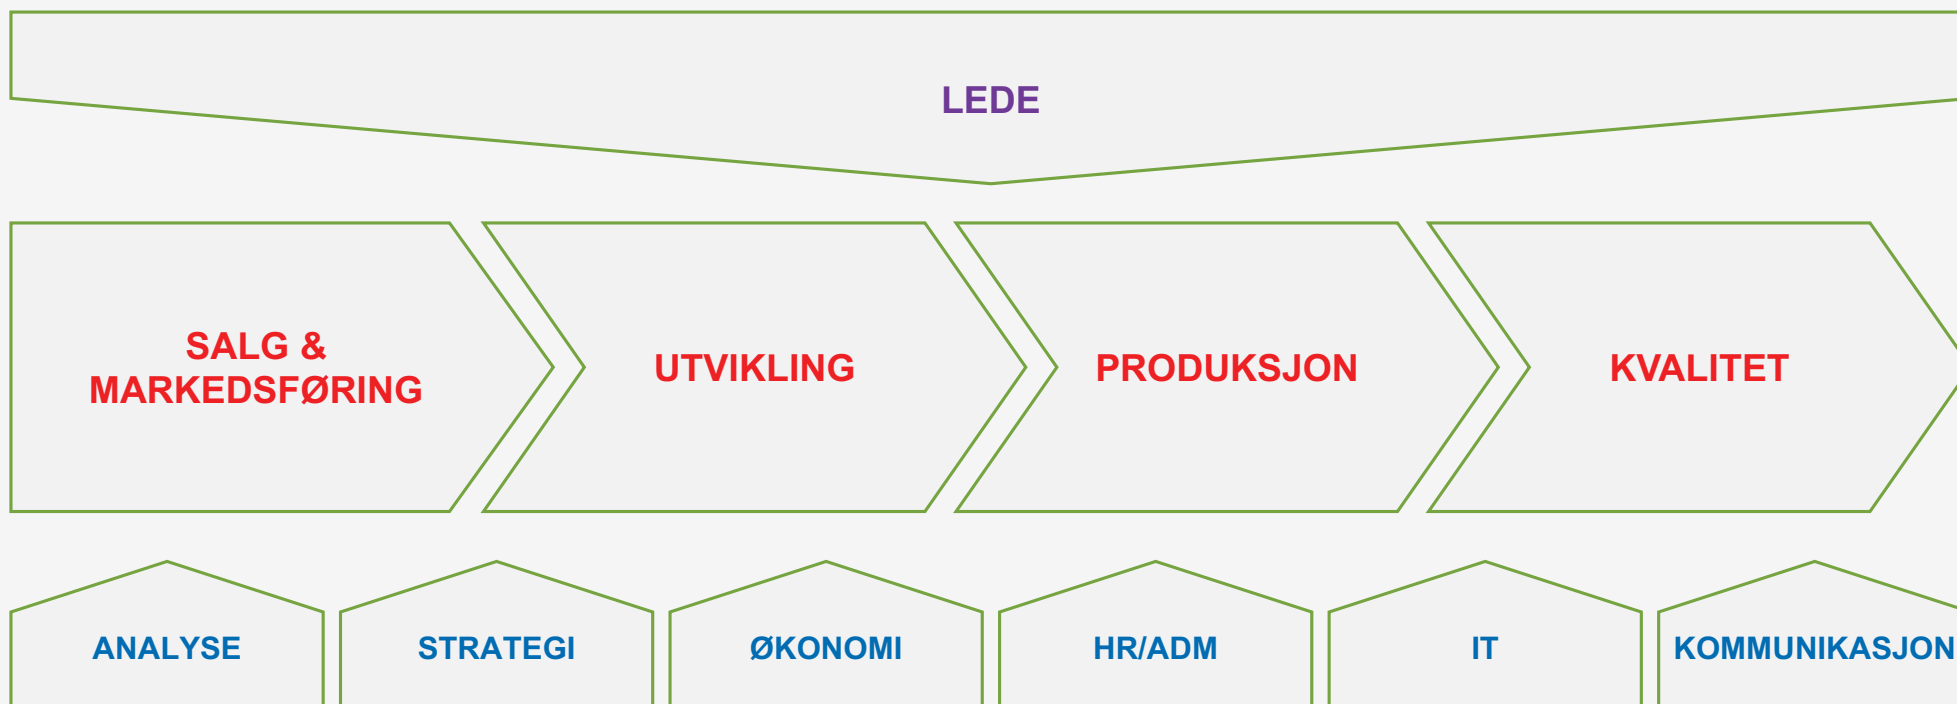 LEDE
SALG &
MARKEDSFØRING
UTVIKLING
PRODUKSJON
KVALITET
ANALYSE
STRATEGI
ØKONOMI
HR/ADM
IT
KOMMUNIKASJON